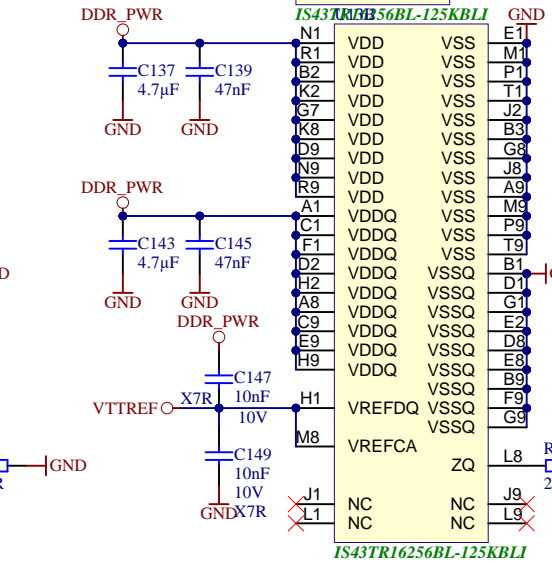 DDR_PWR
IS43TR16256BL-125KBLI
GND
C137
4.7µF
C139
47nF
GND
GND
N1 VDD VSS E1
R1 VDD VSS M1
B2 VDD VSS P1
K2 VDD VSS T1
G7 VDD VSS J2
K8 VDD VSS B3
D9 VDD VSS G8
N9 VDD VSS J8
R9 VDD VSS A9
DDR_PWR
A1 VDDQ VSS M9
C1 VDDQ VSS P9
F1 VDDQ VSS T9
D2 VDDQ VSSQ B1
H2 VDDQ VSSQ D1
A8 VDDQ VSSQ G1
C9 VDDQ VSSQ E2
E9 VDDQ VSSQ D8
H9 VDDQ VSSQ E8
VSSQ B9
C143
4.7µF
C145
47nF
GND
GND
DDR_PWR
C147
10nF
10V
X7R
VTTREF
H1 VREFDQ VSSQ F9
VSSQ G9
M8 VREFCA
C149
10nF
10V
X7R
GND
ZQ L8
GND
J1 NC NC J9
L1 NC NC L9
IS43TR16256BL-125KBLI